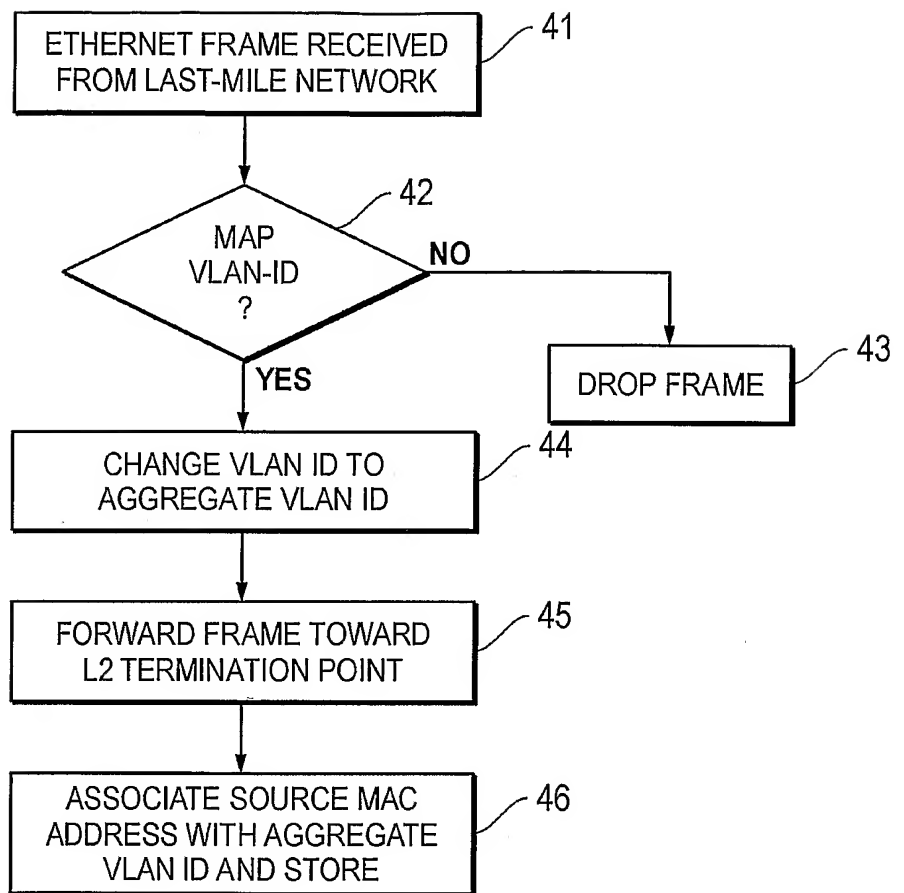 ETHERNET FRAME RECEIVED
FROM LAST-MILE NETWORK
41
MAP
VLAN-ID
?
42
NO
YES
DROP FRAME
43
CHANGE VLAN ID TO
AGGREGATE VLAN ID
44
FORWARD FRAME TOWARD
L2 TERMINATION POINT
45
ASSOCIATE SOURCE MAC
ADDRESS WITH AGGREGATE
VLAN ID AND STORE
46